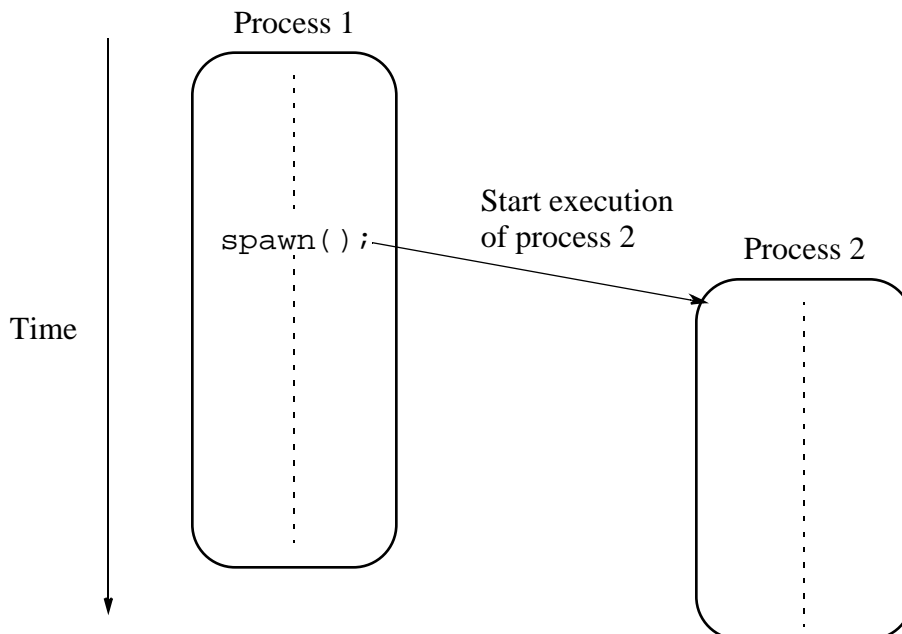 Process 1
Start execution
spawn();
of process 2
Process 2
Time